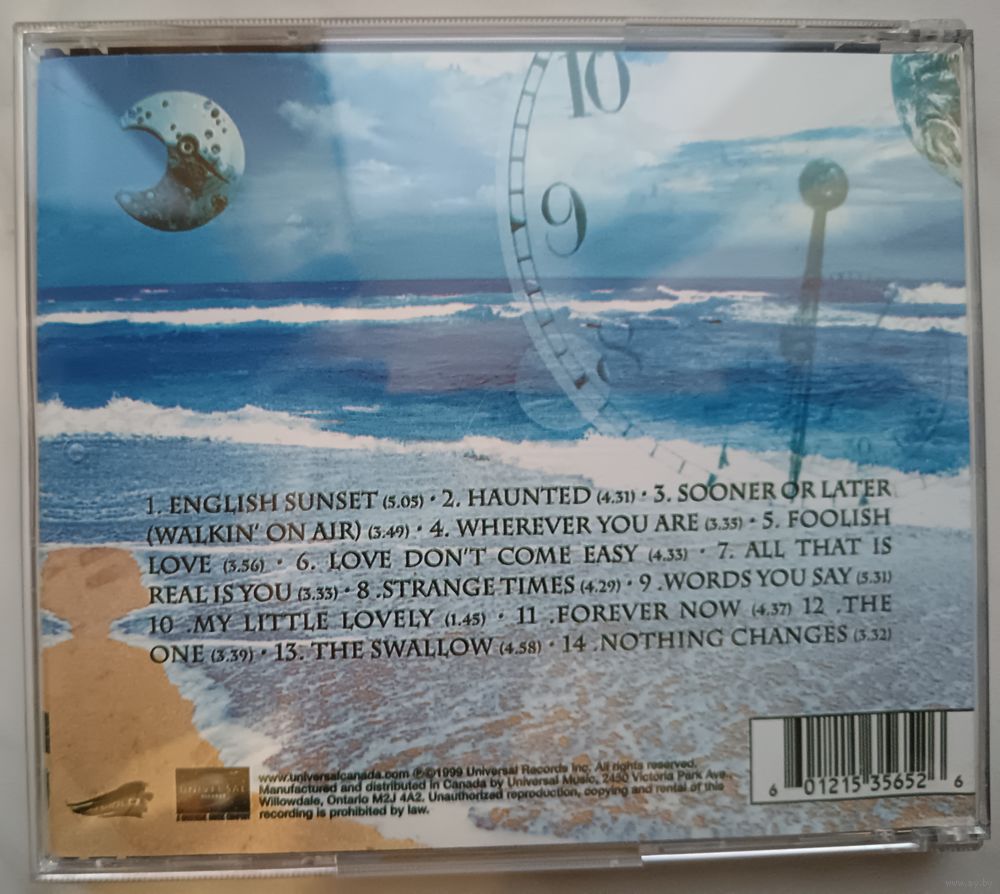 10
9
8
1. ENGLISH SUNSET (5.05) · 2. HAUNTED (4.31) · 3. SOONER OR LATER
(WALKIN' ON AIR) (3.49) · 4. WHEREVER YOU ARE (3.35) · 5. FOOLISH
LOVE (3.56) · 6. LOVE DON'T COME EASY (4.33) · 7. ALL THAT IS
REAL IS YOU (3.33) · 8 .STRANGE TIMES (4.29) · 9 .WORDS YOU SAY (5.31)
10 .MY LITTLE LOVELY (1.45) · 11 .FOREVER NOW (4.37) 12 .THE
ONE (3.39) · 13. THE SWALLOW (4.58) · 14 .NOTHING CHANGES (3.32)
UNIVERSAL
www.universalcanada.com ℗©1999 Universal Records Inc. All rights reserved.
Manufactured and distributed in Canada by Universal Music, 2450 Victoria Park Ave.,
Willowdale, Ontario M2J 4A2. Unauthorized reproduction, copying and rental of this
recording is prohibited by law.
6 01215 35652 6